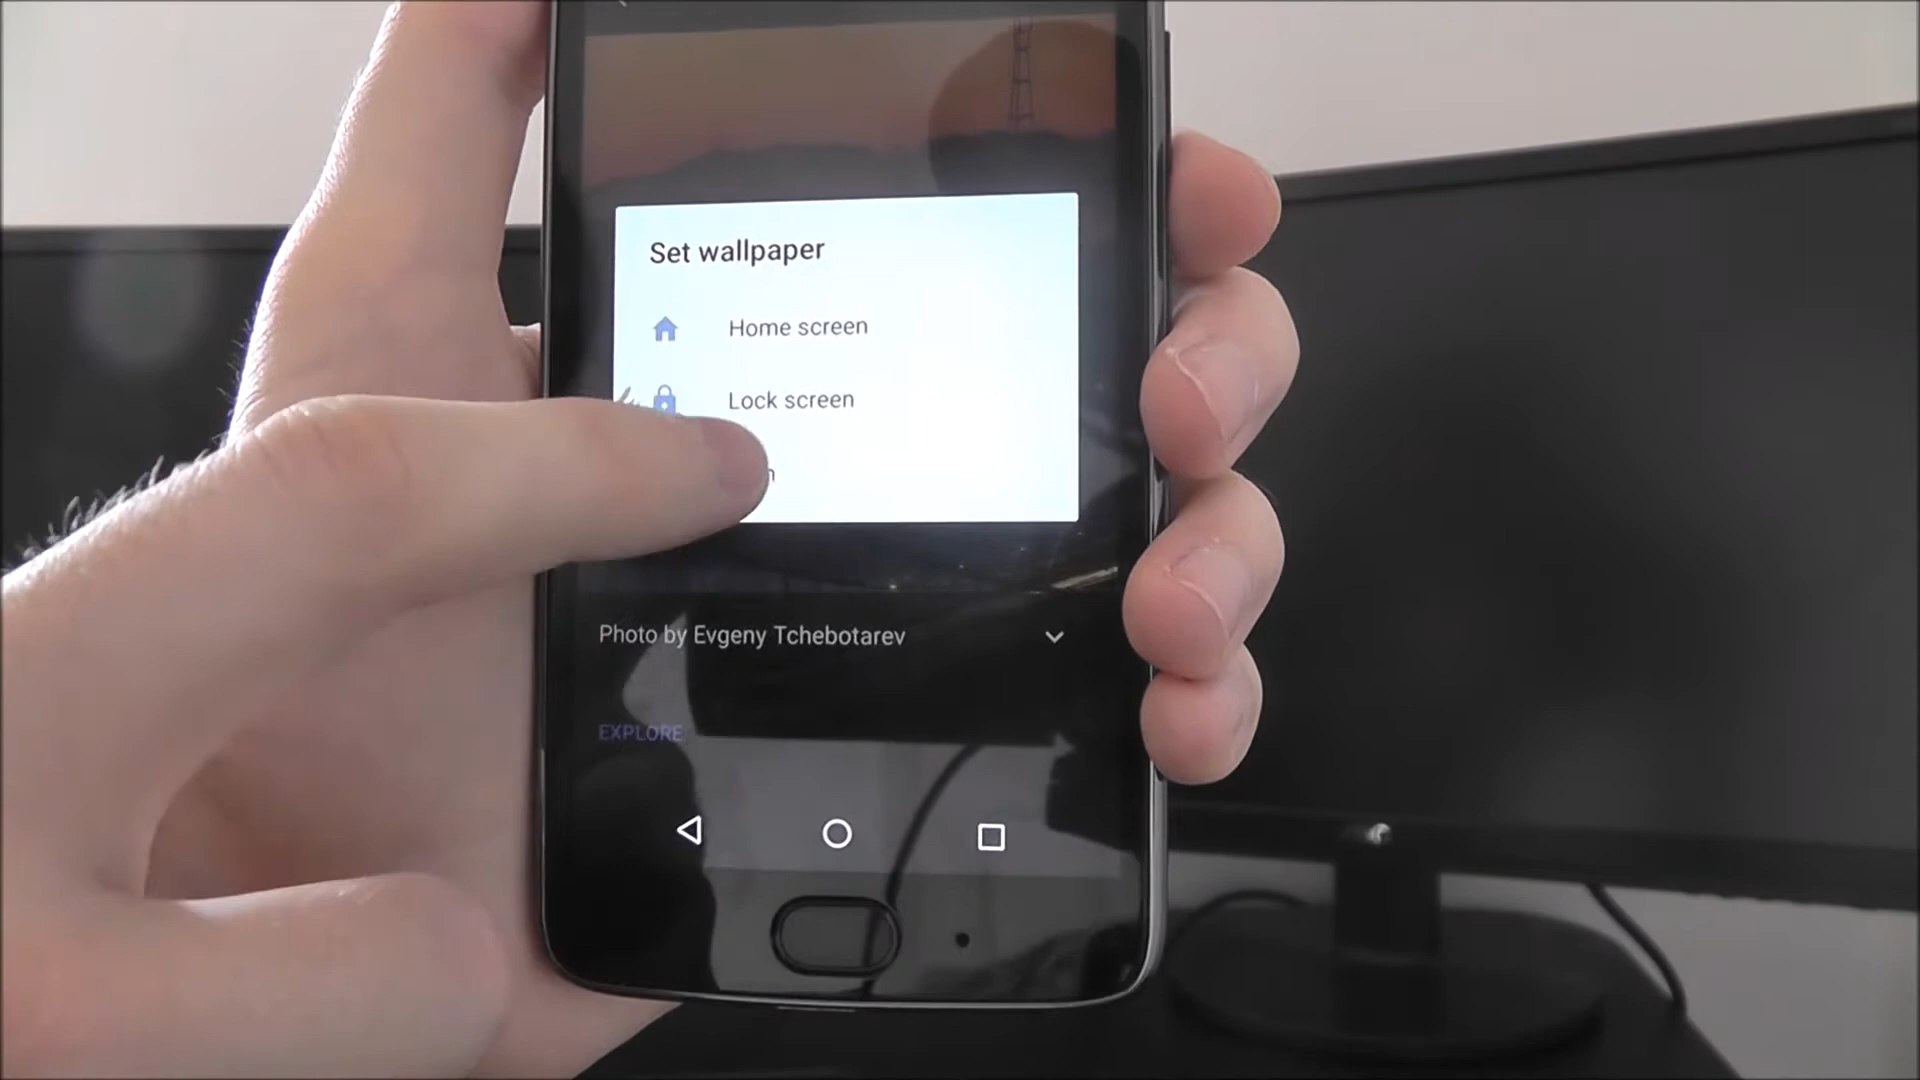 Set wallpaper
Home screen
Lock screen
Photo by Evgeny Tchebotarev
EXPLORE